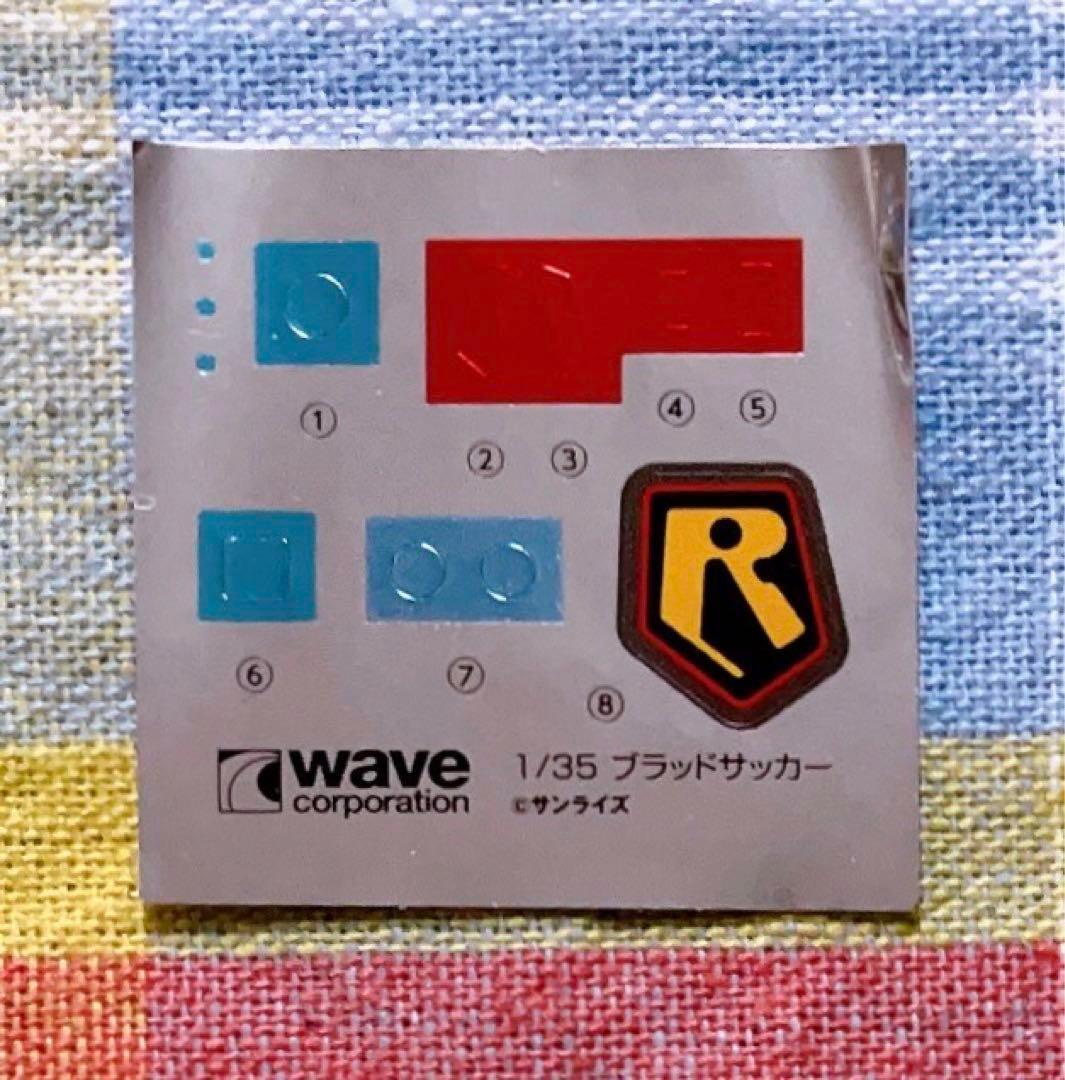 ①
④ ⑤
② ③
R
⑥ ⑦
⑧
wave
corporation
1/35 ブラッドサッカー
©サンライズ